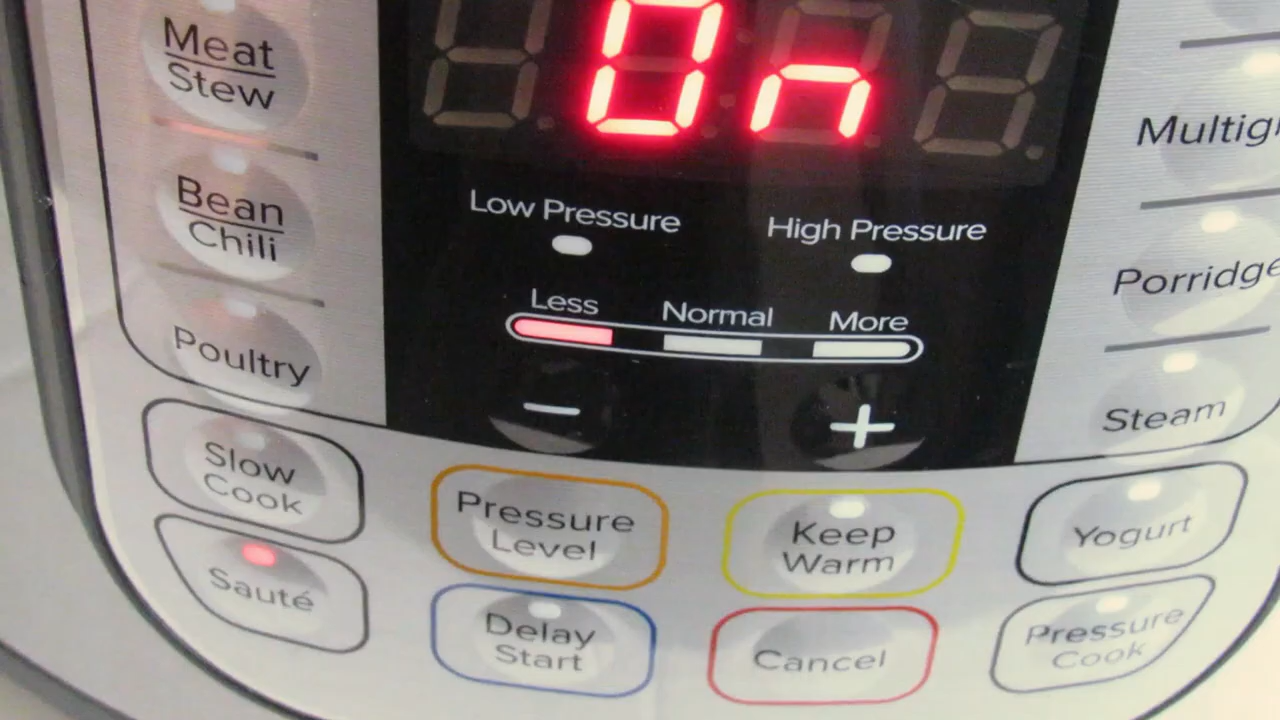 Meat
Stew
Bean
Chili
Poultry
On
Low Pressure
High Pressure
Less
Normal
More
−
+
Multig
Porridge
Steam
Slow
Cook
Sauté
Pressure
Level
Delay
Start
Keep
Warm
Cancel
Yogurt
Pressure
Cook